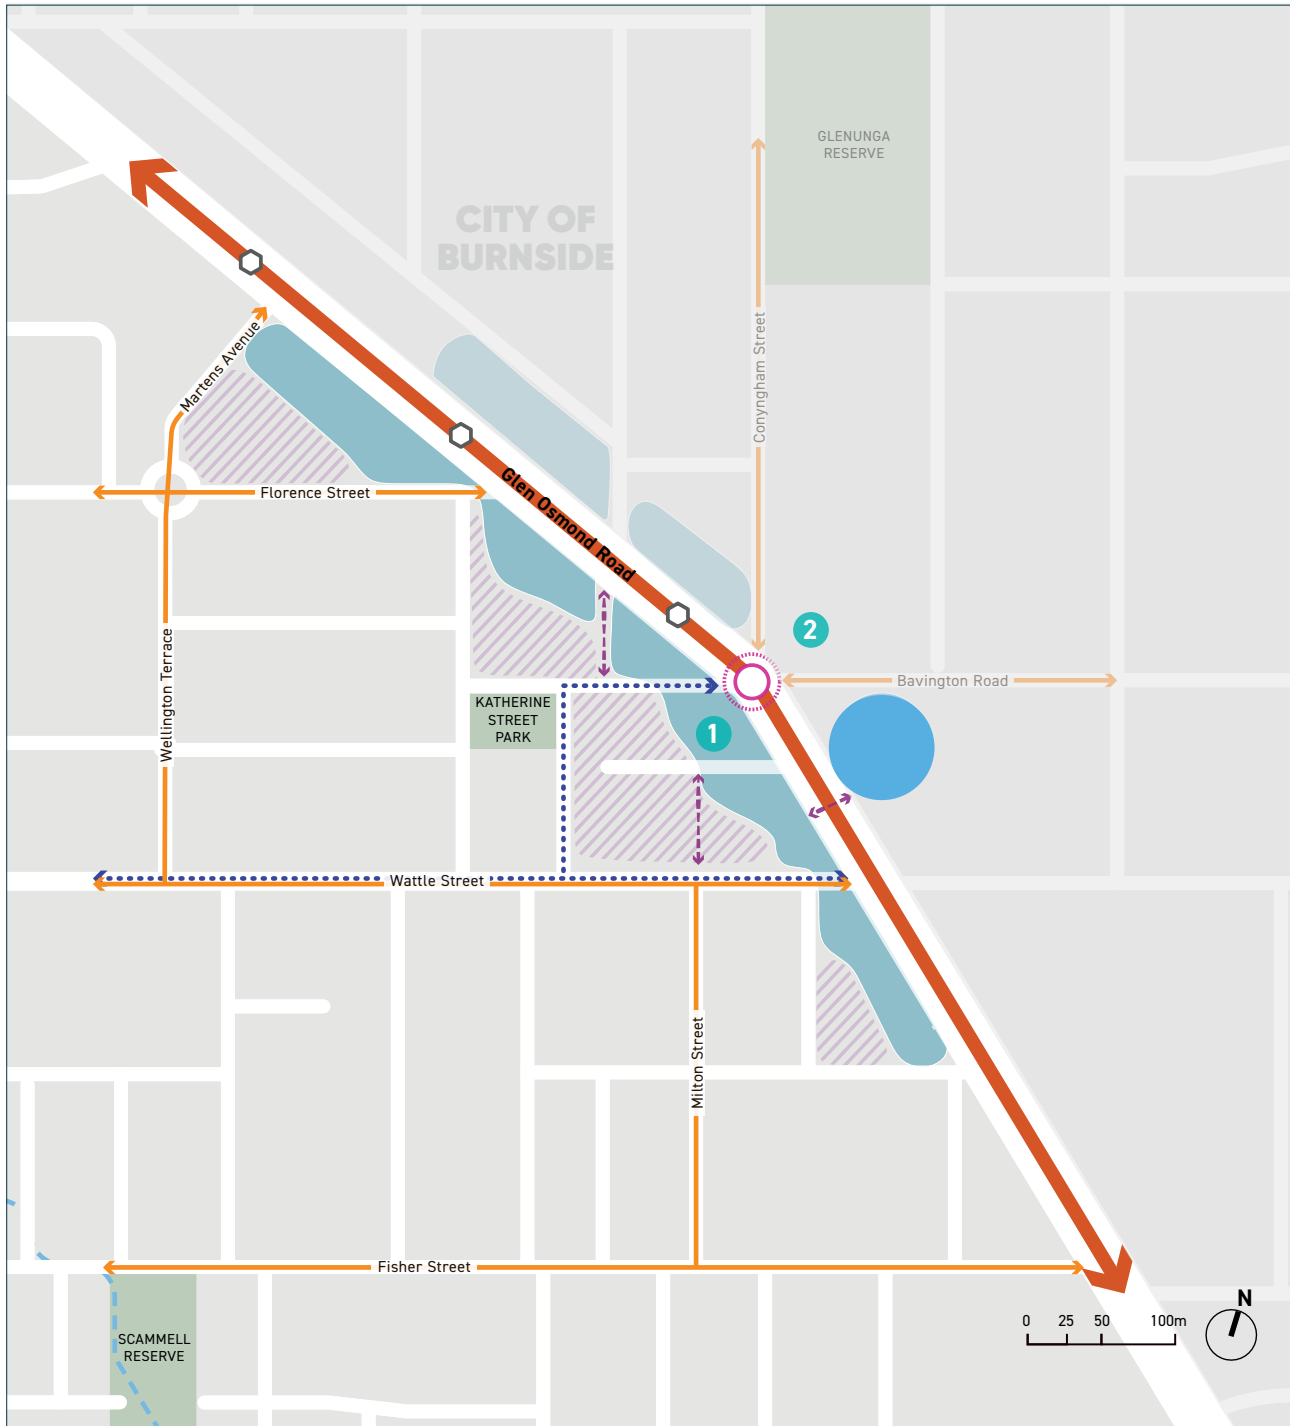 GLENUNGA
RESERVE
CITY OF
BURNSIDE
Conyngham Street
Martens Avenue
Florence Street
Glen Osmond Road
2
Wellington Terrace
Bavington Road
KATHERINE
STREET
PARK
1
Wattle Street
Milton Street
Fisher Street
N
0 25 50 100m
SCAMMELL
RESERVE